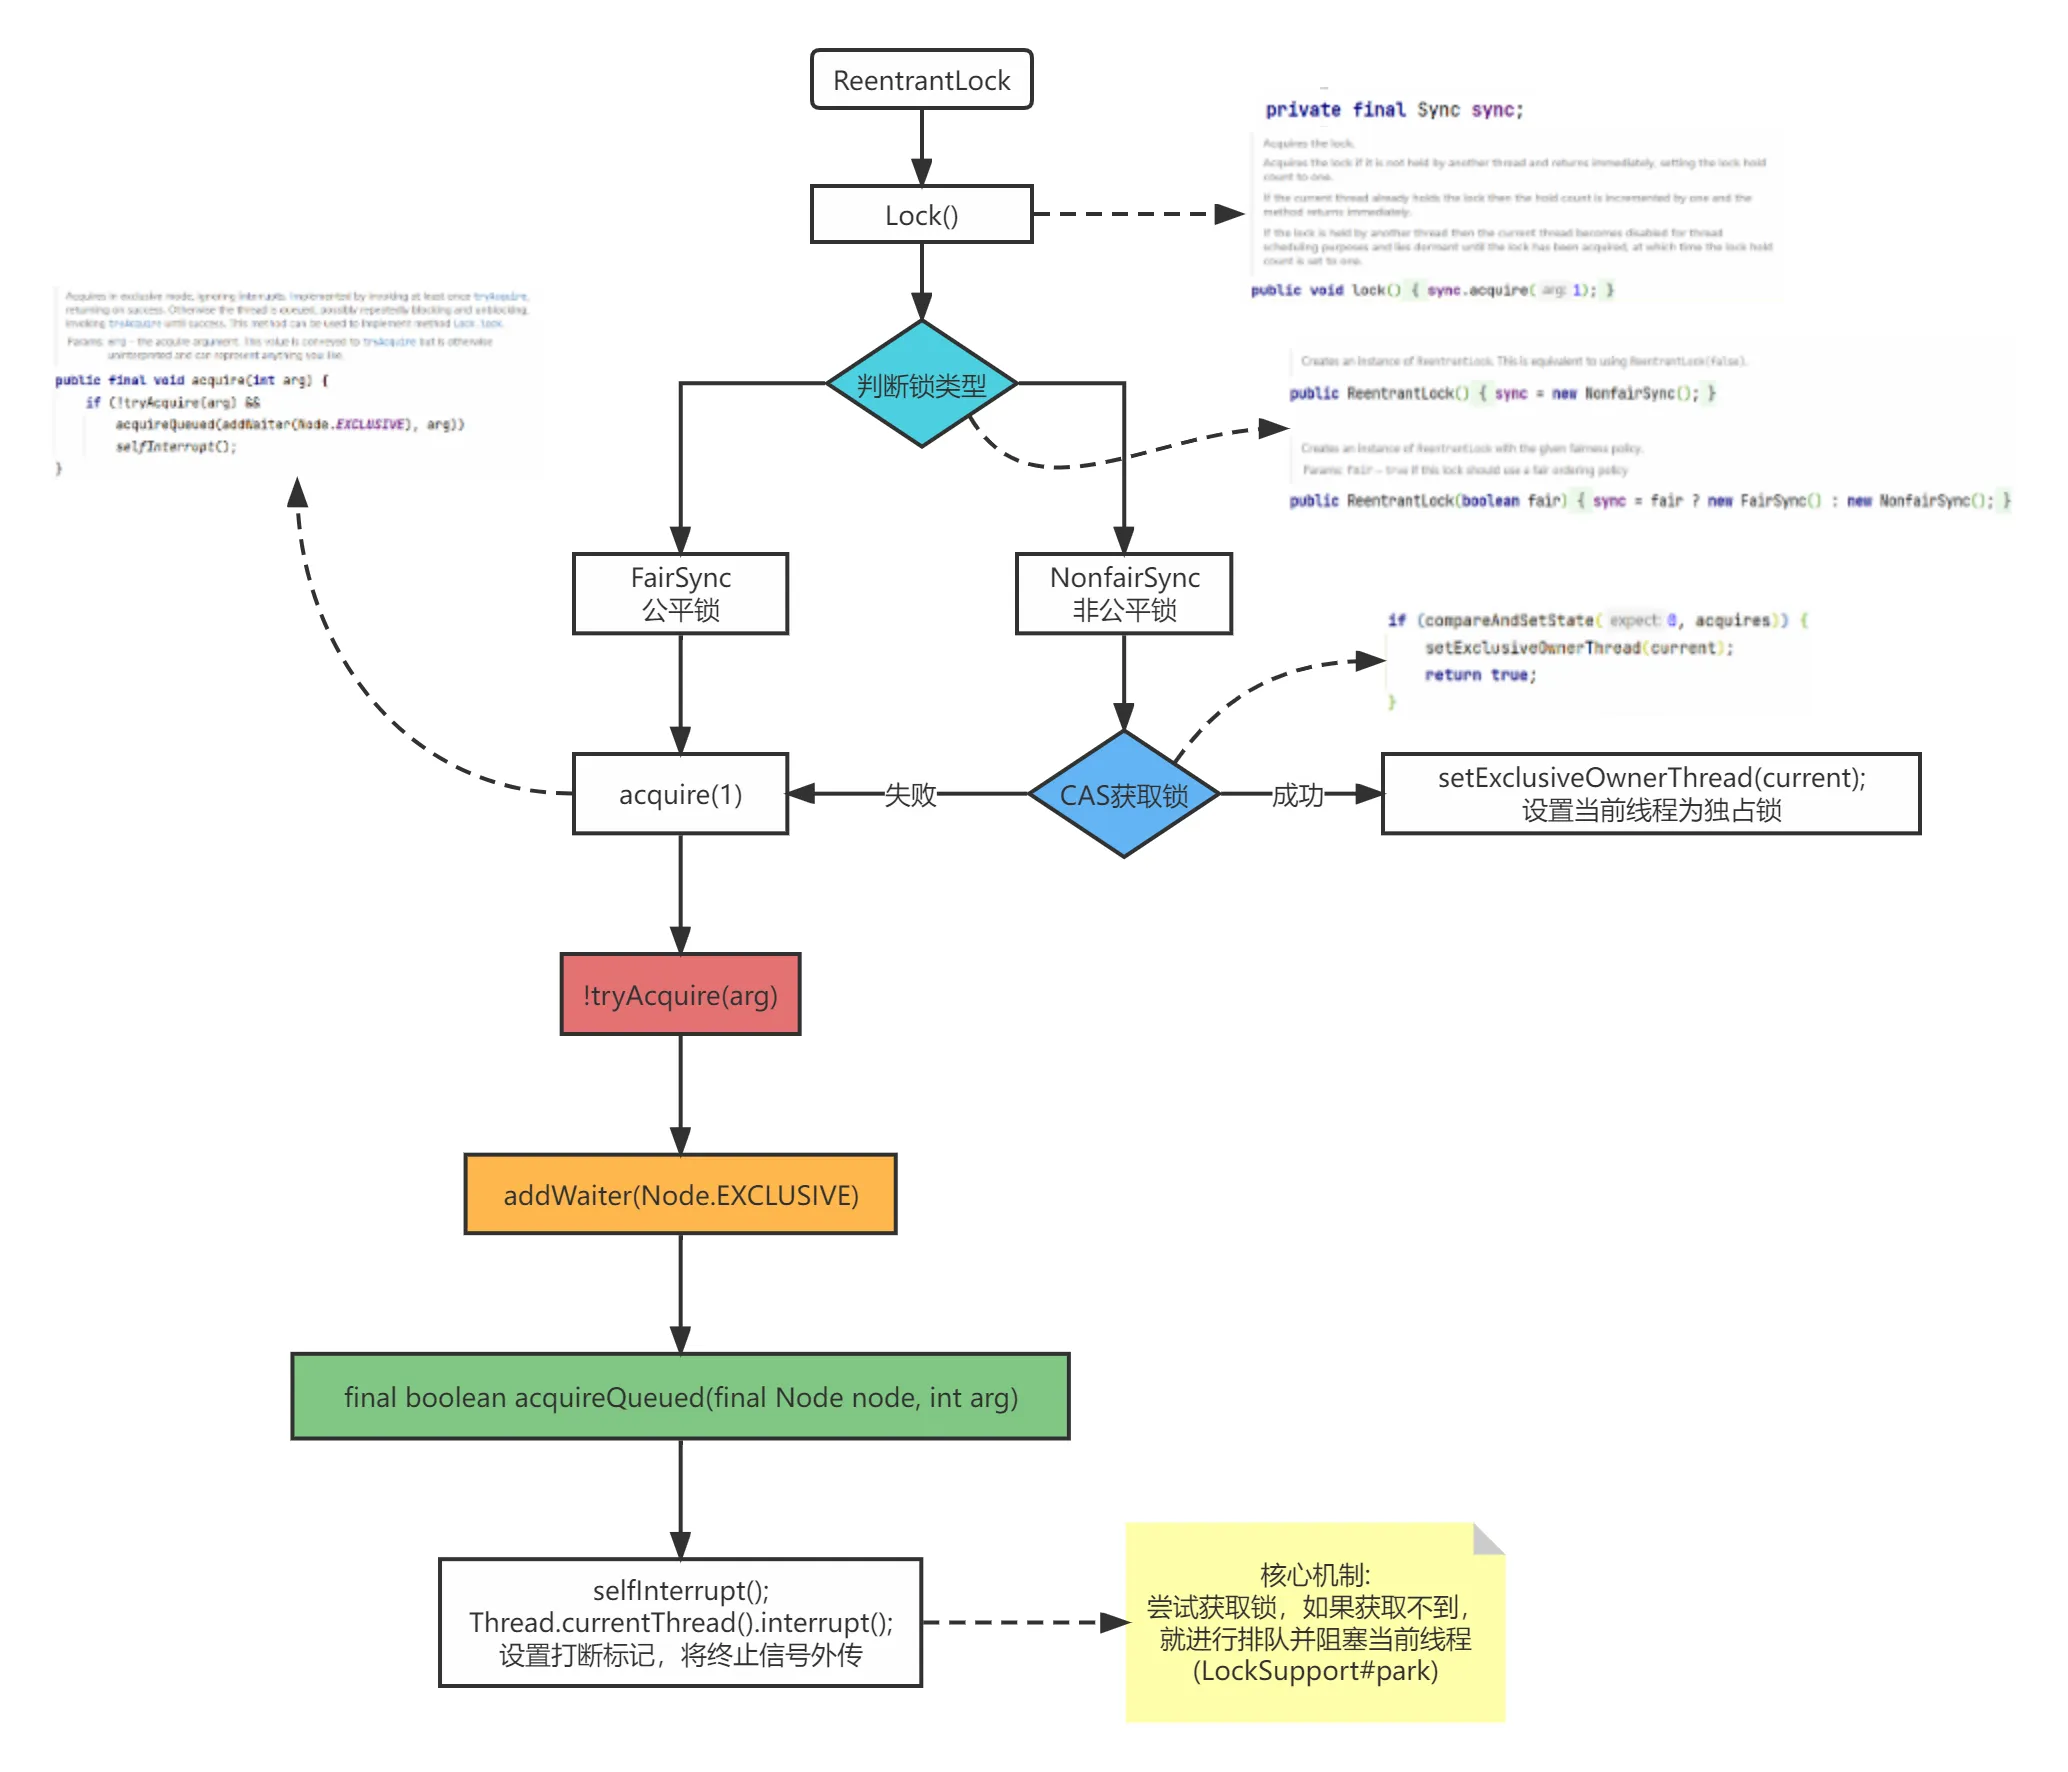 ReentrantLock
private final Sync sync;
Acquires the lock.
Acquires the lock if it is not held by another thread and returns immediately, setting the lock hold
count to one.
If the current thread already holds the lock then the hold count is incremented by one and the
method returns immediately.
If the lock is held by another thread then the current thread becomes disabled for thread
scheduling purposes and lies dormant until the lock has been acquired, at which time the lock hold
count is set to one.
public void lock() { sync.acquire( arg: 1); }
Lock()
Acquires in exclusive mode, ignoring interrupts. Implemented by invoking at least once tryAcquire,
returning on success. Otherwise the thread is queued, possibly repeatedly blocking and unblocking,
invoking tryAcquire until success. This method can be used to implement method Lock.lock.
Params: arg – the acquire argument. This value is conveyed to tryAcquire but is otherwise
uninterpreted and can represent anything you like.
public final void acquire(int arg) {
if (!tryAcquire(arg) &&
acquireQueued(addWaiter(Node.EXCLUSIVE), arg))
selfInterrupt();
}
判断锁类型
Creates an instance of ReentrantLock. This is equivalent to using ReentrantLock(false).
public ReentrantLock() { sync = new NonfairSync(); }
Creates an instance of ReentrantLock with the given fairness policy.
Params: fair – true if this lock should use a fair ordering policy
public ReentrantLock(boolean fair) { sync = fair ? new FairSync() : new NonfairSync(); }
FairSync
公平锁
NonfairSync
非公平锁
if (compareAndSetState( expect: 0, acquires)) {
setExclusiveOwnerThread(current);
return true;
}
acquire(1)
失败
CAS获取锁
成功
setExclusiveOwnerThread(current);
设置当前线程为独占锁
!tryAcquire(arg)
addWaiter(Node.EXCLUSIVE)
final boolean acquireQueued(final Node node, int arg)
selfInterrupt();
Thread.currentThread().interrupt();
设置打断标记，将终止信号外传
核心机制:
尝试获取锁，如果获取不到，
就进行排队并阻塞当前线程
(LockSupport#park)